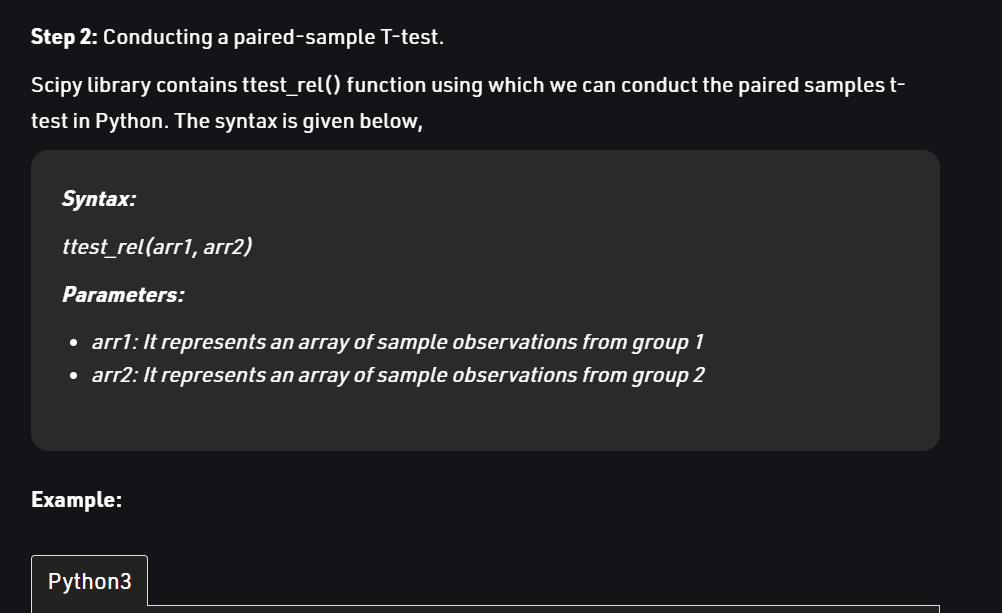 Step 2: Conducting a paired-sample T-test.
Scipy library contains ttest_rel() function using which we can conduct the paired samples t-
test in Python. The syntax is given below,
Syntax:
ttest_rel(arr1, arr2)
Parameters:
• arr1: It represents an array of sample observations from group 1
• arr2: It represents an array of sample observations from group 2
Example:
Python3